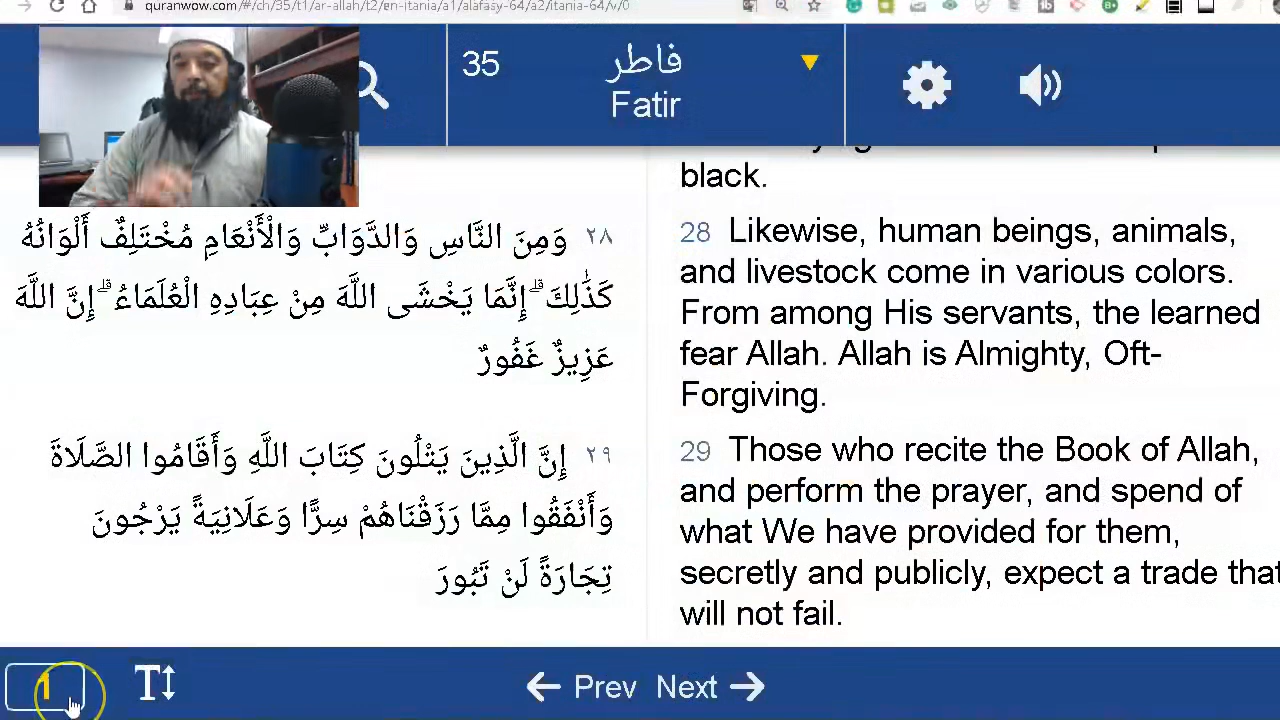 quranwow.com/#/ch/35/t1/ar-allah/t2/en-itania/a1/alafasy-64/a2/itania-64/v/0
35
فاطر
Fatir
black.
٢٨ وَمِنَ النَّاسِ وَالدَّوَابِّ وَالْأَنْعَامِ مُخْتَلِفٌ أَلْوَانُهُ
كَذَٰلِكَ ۗ إِنَّمَا يَخْشَى اللَّهَ مِنْ عِبَادِهِ الْعُلَمَاءُ ۗ إِنَّ اللَّهَ
عَزِيزٌ غَفُورٌ
٢٩ إِنَّ الَّذِينَ يَتْلُونَ كِتَابَ اللَّهِ وَأَقَامُوا الصَّلَاةَ
وَأَنْفَقُوا مِمَّا رَزَقْنَاهُمْ سِرًّا وَعَلَانِيَةً يَرْجُونَ
تِجَارَةً لَنْ تَبُورَ
28 Likewise, human beings, animals,
and livestock come in various colors.
From among His servants, the learned
fear Allah. Allah is Almighty, Oft-
Forgiving.
29 Those who recite the Book of Allah,
and perform the prayer, and spend of
what We have provided for them,
secretly and publicly, expect a trade that
will not fail.
1
T
Prev Next